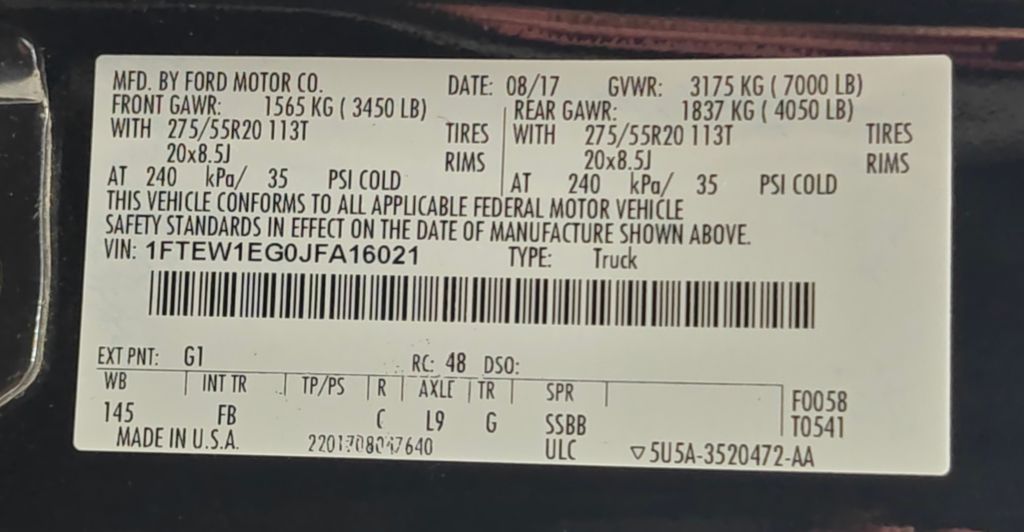 MFD. BY FORD MOTOR CO. DATE: 08/17 GVWR: 3175 KG ( 7000 LB)
FRONT GAWR: 1565 KG ( 3450 LB) REAR GAWR: 1837 KG ( 4050 LB)
WITH 275/55R20 113T TIRES WITH 275/55R20 113T TIRES
20x8.5J RIMS 20x8.5J RIMS
AT 240 kPa/ 35 PSI COLD AT 240 kPa/ 35 PSI COLD
THIS VEHICLE CONFORMS TO ALL APPLICABLE FEDERAL MOTOR VEHICLE
SAFETY STANDARDS IN EFFECT ON THE DATE OF MANUFACTURE SHOWN ABOVE.
VIN: 1FTEW1EG0JFA16021 TYPE: Truck
EXT PNT: G1 RC: 48 DSO:
WB INT TR TP/PS R AXLE TR SPR F0058
145 FB C L9 G SSBB T0541
MADE IN U.S.A. 2201708047640 ULC ▽5U5A-3520472-AA